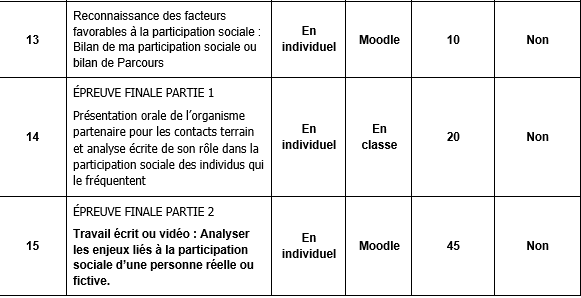 13
Reconnaissance des facteurs
favorables à la participation sociale :
Bilan de ma participation sociale ou
bilan de Parcours
En
individuel
Moodle
10
Non
14
ÉPREUVE FINALE PARTIE 1
Présentation orale de l’organisme
partenaire pour les contacts terrain
et analyse écrite de son rôle dans la
participation sociale des individus qui
le fréquentent
En
individuel
En
classe
20
Non
15
ÉPREUVE FINALE PARTIE 2
Travail écrit ou vidéo : Analyser
les enjeux liés à la participation
sociale d’une personne réelle ou
fictive.
En
individuel
Moodle
45
Non